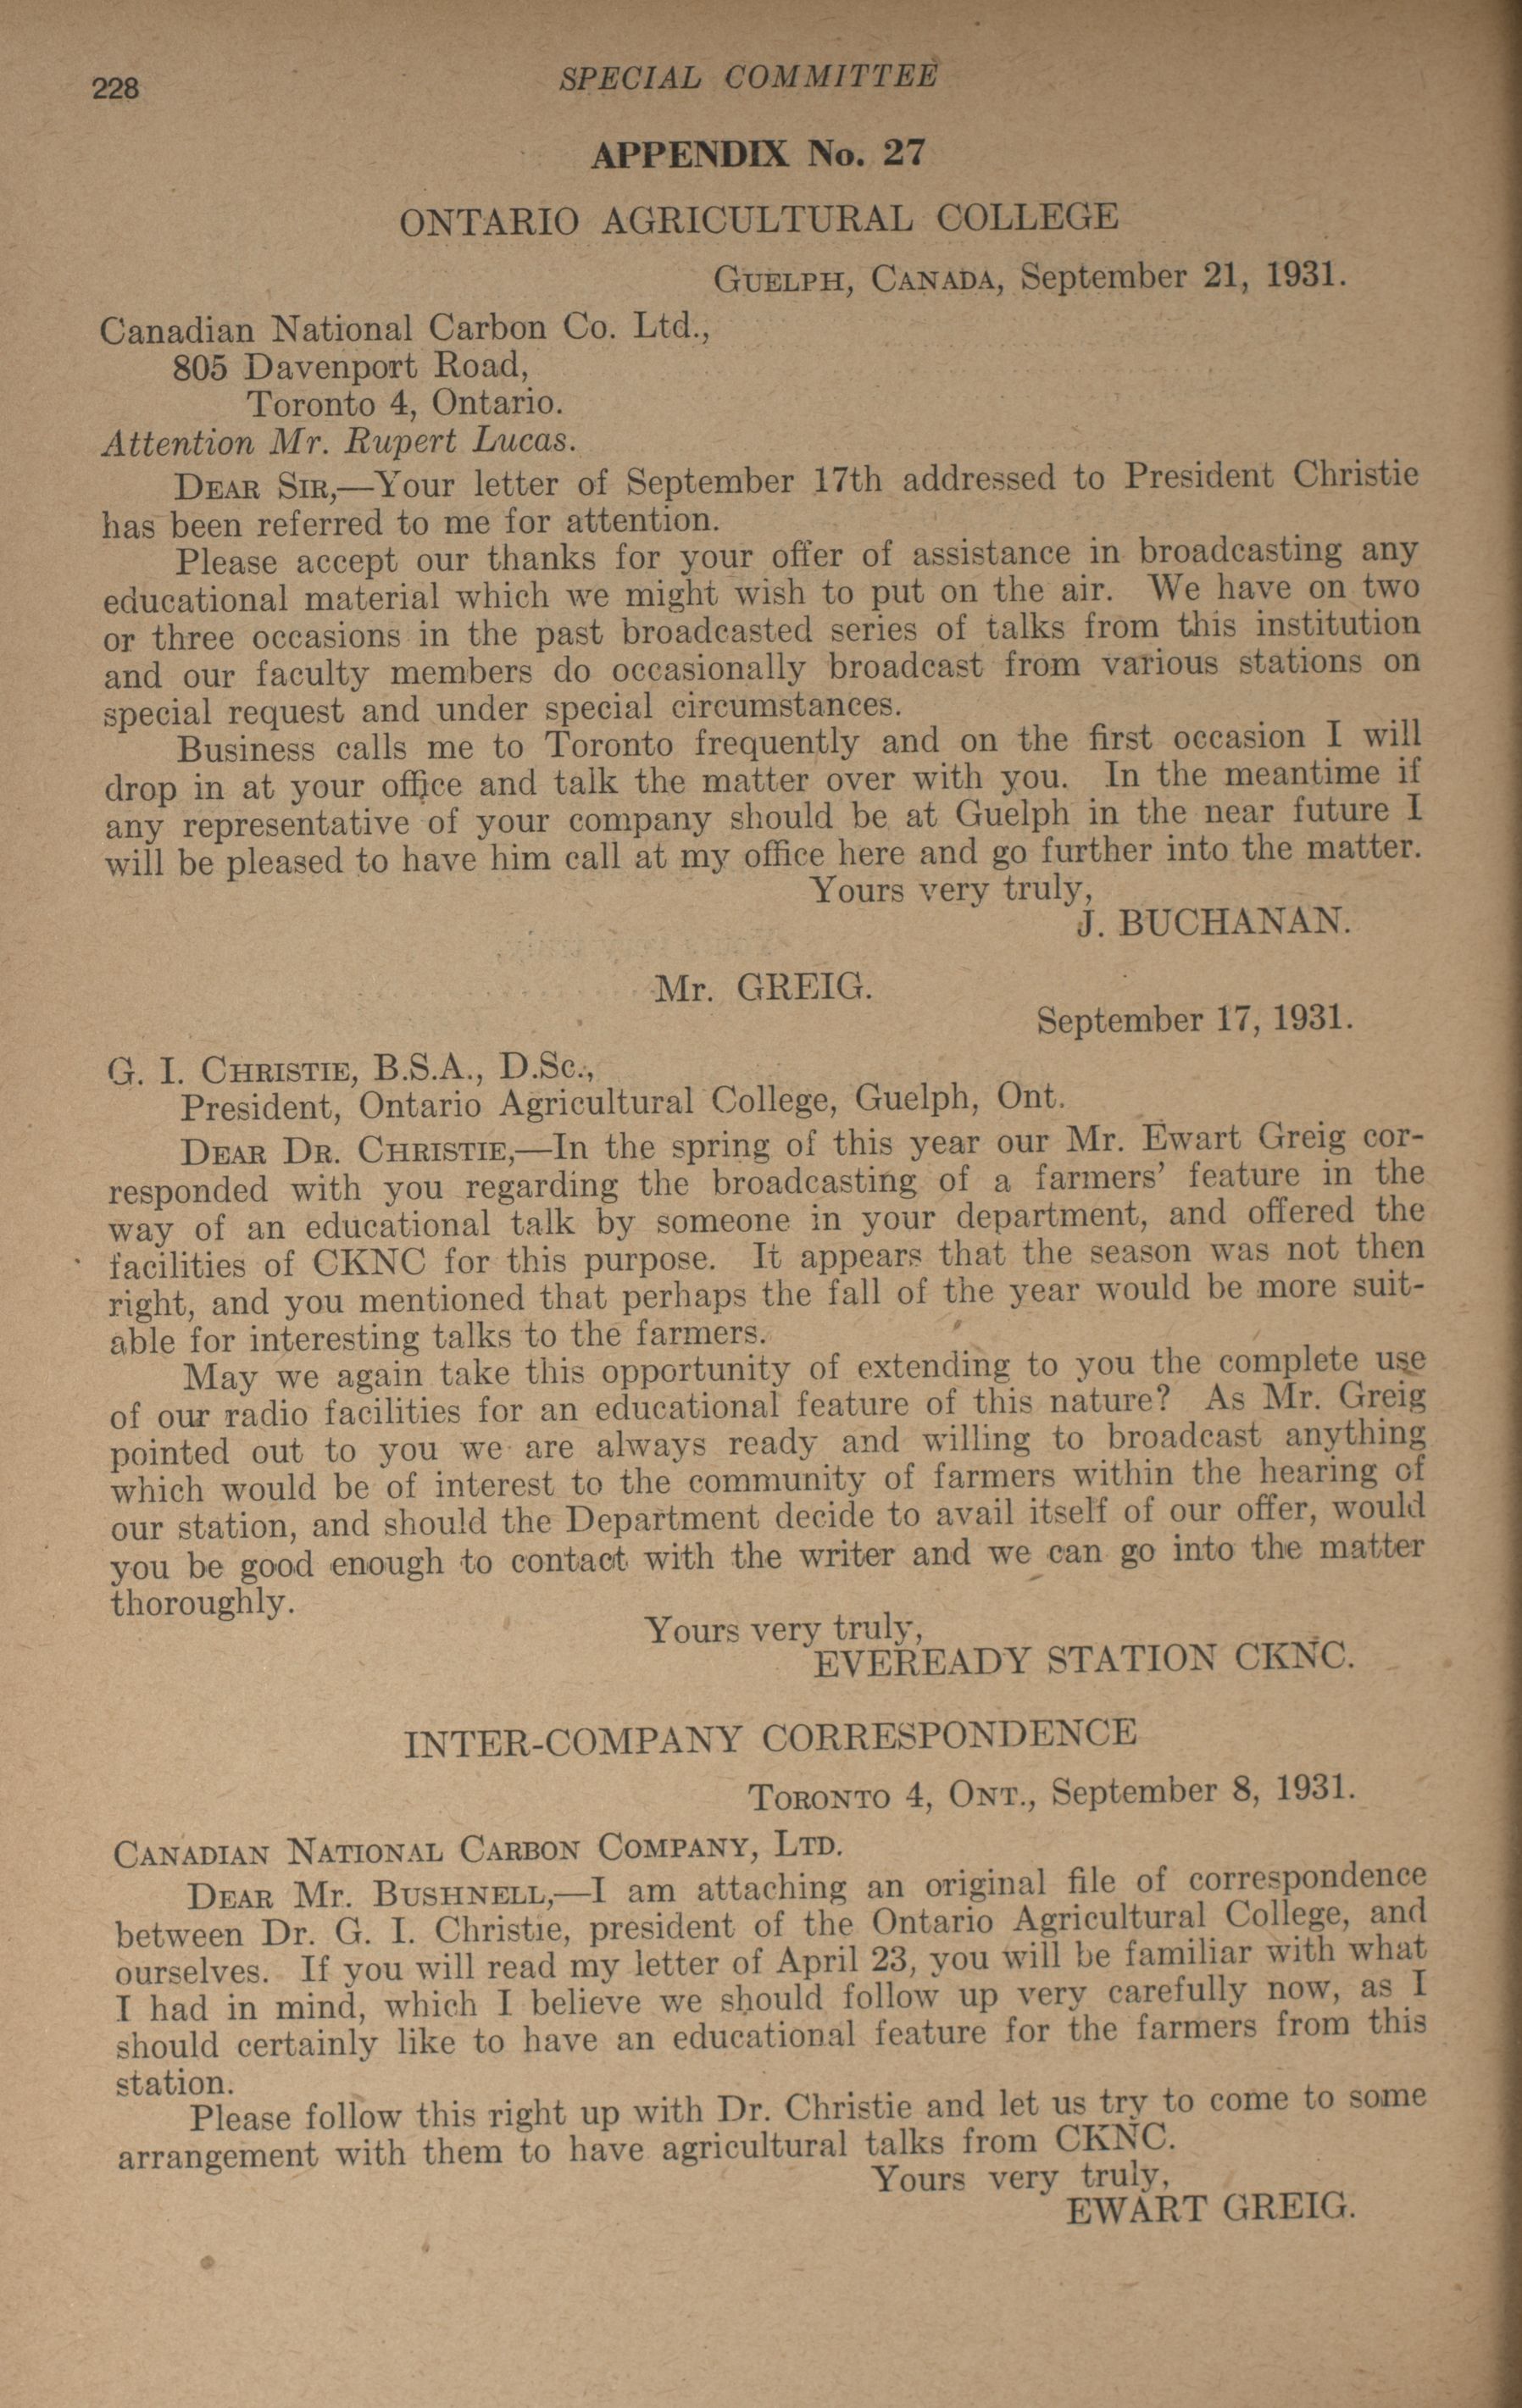 228
SPECIAL COMMITTEE
APPENDIX No. 27
ONTARIO AGRICULTURAL COLLEGE
GUELPH, CANADA, September 21, 1931.
Canadian National Carbon Co. Ltd.,
805 Davenport Road,
Toronto 4, Ontario.
Attention Mr. Rupert Lucas.
DEAR SIR,—Your letter of September 17th addressed to President Christie
has been referred to me for attention.
Please accept our thanks for your offer of assistance in broadcasting any
educational material which we might wish to put on the air. We have on two
or three occasions in the past broadcasted series of talks from this institution
and our faculty members do occasionally broadcast from various stations on
special request and under special circumstances.
Business calls me to Toronto frequently and on the first occasion I will
drop in at your office and talk the matter over with you. In the meantime if
any representative of your company should be at Guelph in the near future I
will be pleased to have him call at my office here and go further into the matter.
Yours very truly,
J. BUCHANAN.
Mr. GREIG.
September 17, 1931.
G. I. CHRISTIE, B.S.A., D.Sc.,
President, Ontario Agricultural College, Guelph, Ont.
DEAR DR. CHRISTIE,—In the spring of this year our Mr. Ewart Greig cor-
responded with you regarding the broadcasting of a farmers' feature in the
way of an educational talk by someone in your department, and offered the
facilities of CKNC for this purpose. It appears that the season was not then
right, and you mentioned that perhaps the fall of the year would be more suit-
able for interesting talks to the farmers.
May we again take this opportunity of extending to you the complete use
of our radio facilities for an educational feature of this nature? As Mr. Greig
pointed out to you we are always ready and willing to broadcast anything
which would be of interest to the community of farmers within the hearing of
our station, and should the Department decide to avail itself of our offer, would
you be good enough to contact with the writer and we can go into the matter
thoroughly.
Yours very truly,
EVEREADY STATION CKNC.
INTER-COMPANY CORRESPONDENCE
TORONTO 4, ONT., September 8, 1931.
CANADIAN NATIONAL CARBON COMPANY, LTD.
DEAR MR. BUSHNELL,—I am attaching an original file of correspondence
between Dr. G. I. Christie, president of the Ontario Agricultural College, and
ourselves. If you will read my letter of April 23, you will be familiar with what
I had in mind, which I believe we should follow up very carefully now, as I
should certainly like to have an educational feature for the farmers from this
station.
Please follow this right up with Dr. Christie and let us try to come to some
arrangement with them to have agricultural talks from CKNC.
Yours very truly,
EWART GREIG.